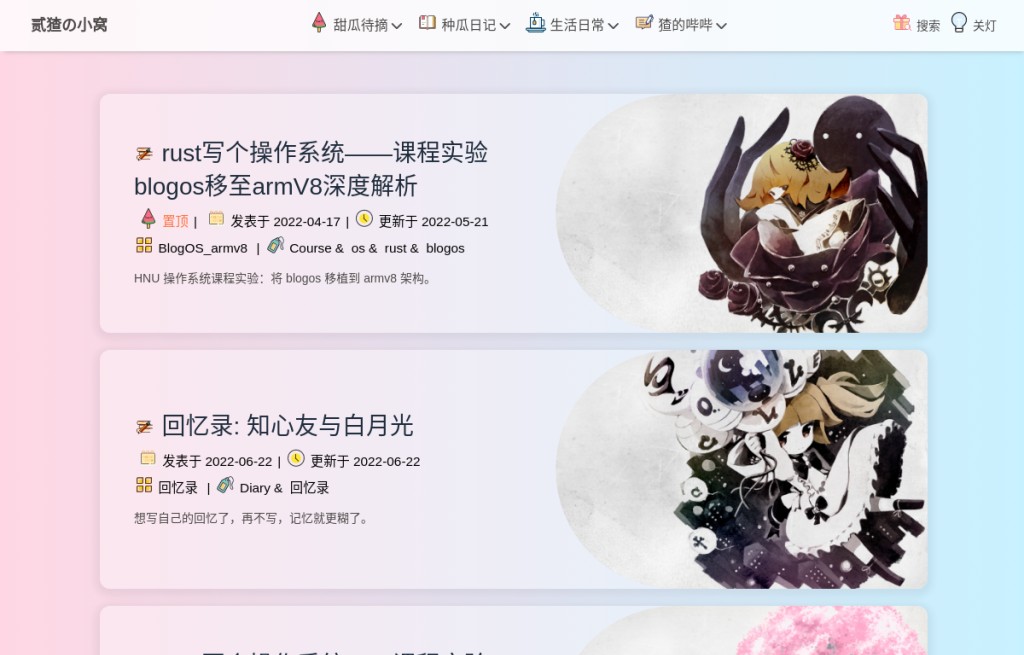 贰猹の小窝
甜瓜待摘 种瓜日记 生活日常 猹的哔哔
搜索 关灯
rust写个操作系统——课程实验
blogos移至armV8深度解析
置顶 | 发表于 2022-04-17 | 更新于 2022-05-21
BlogOS_armv8 | Course & os & rust & blogos
HNU 操作系统课程实验：将 blogos 移植到 armv8 架构。
回忆录: 知心友与白月光
发表于 2022-06-22 | 更新于 2022-06-22
回忆录 | Diary & 回忆录
想写自己的回忆了，再不写，记忆就更糊了。